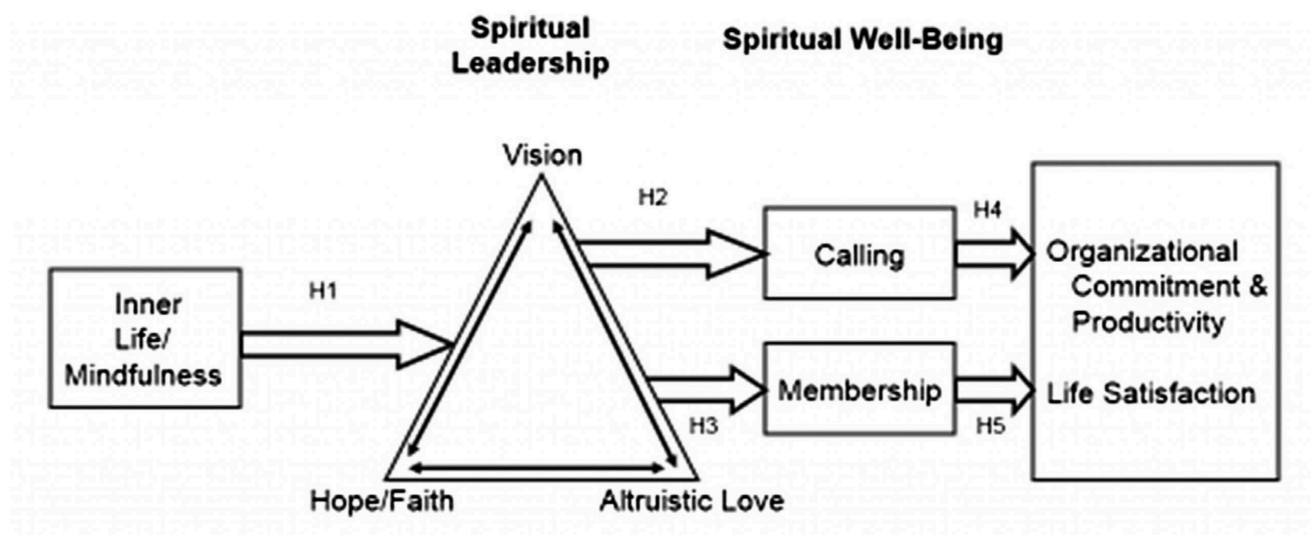 Spiritual
Leadership
Spiritual Well-Being
Vision
H2
H4
Calling
Organizational
Commitment &
Productivity
Inner
Life/
Mindfulness
H1
Membership
Life Satisfaction
H3
H5
Hope/Faith
Altruistic Love